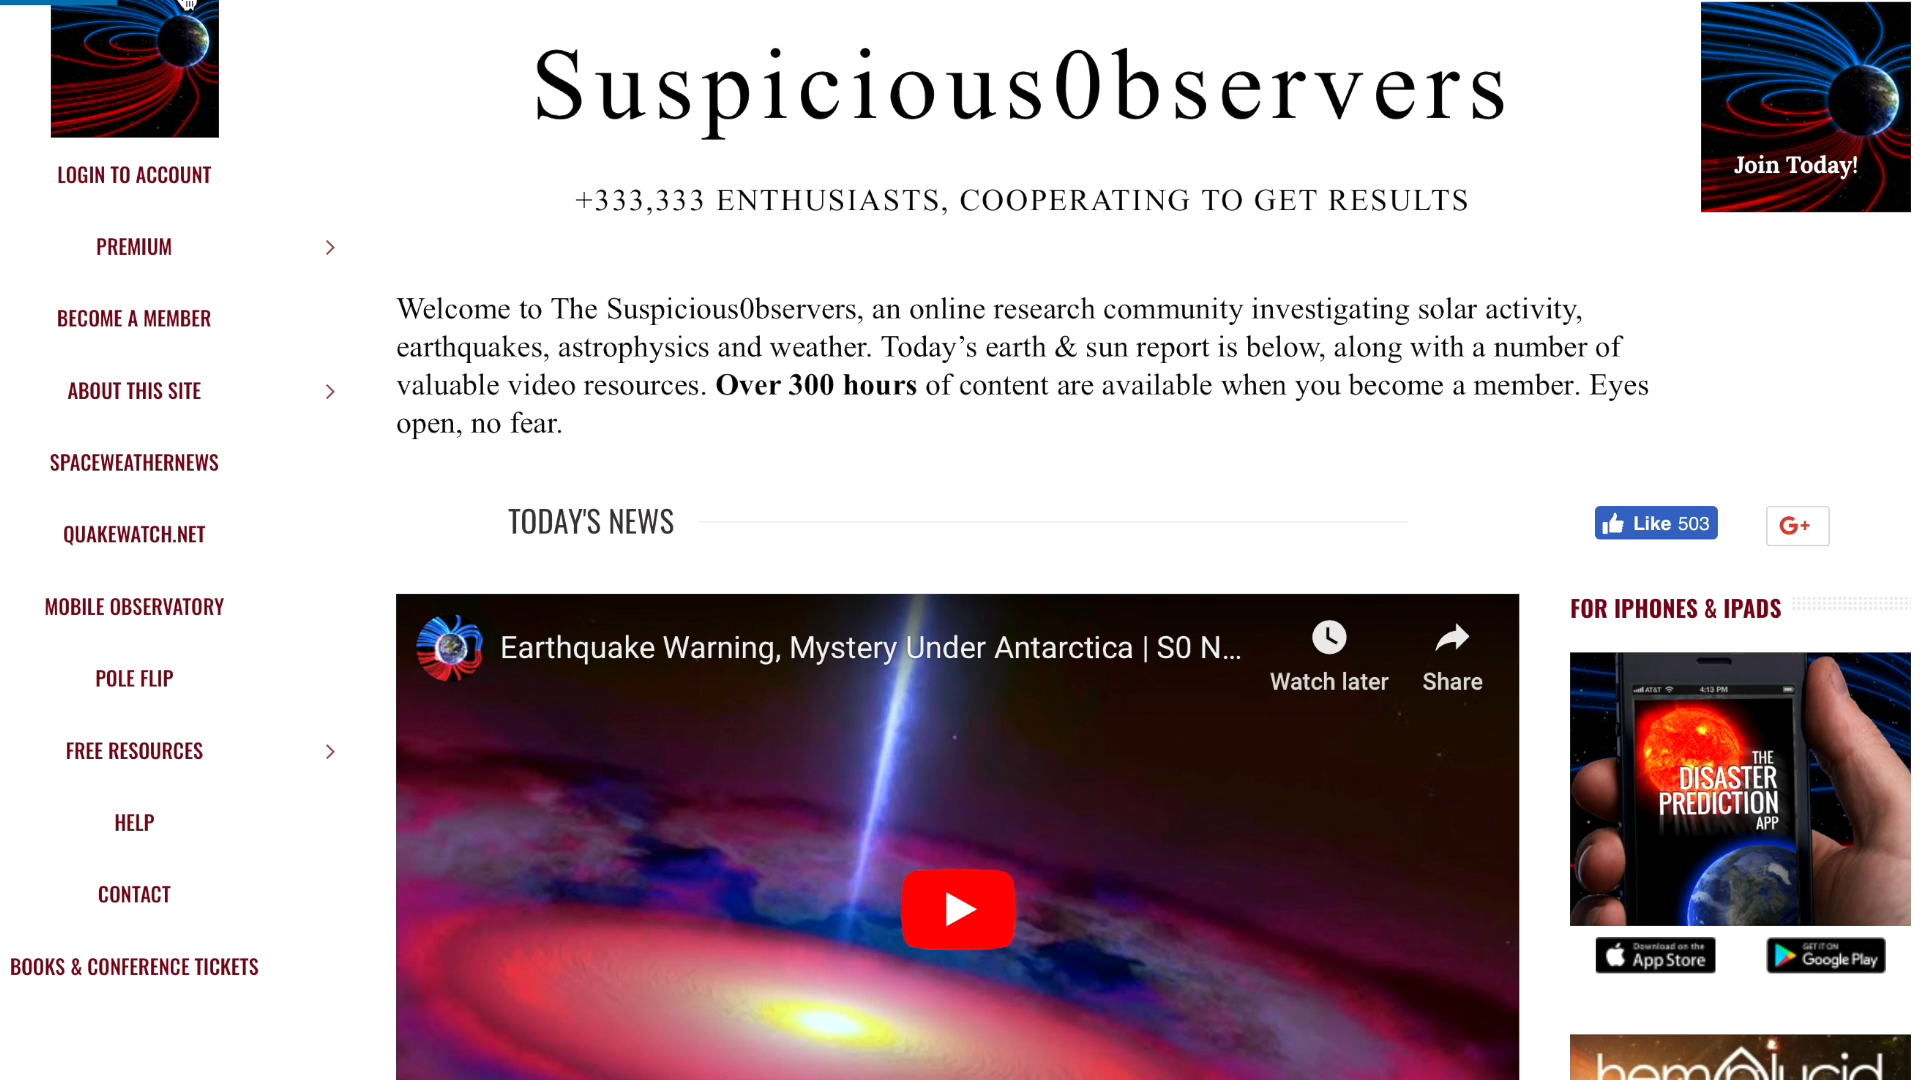 Suspicious0bservers
+333,333 ENTHUSIASTS, COOPERATING TO GET RESULTS
Join Today!
LOGIN TO ACCOUNT
PREMIUM
BECOME A MEMBER
ABOUT THIS SITE
SPACEWEATHERNEWS
QUAKEWATCH.NET
MOBILE OBSERVATORY
POLE FLIP
FREE RESOURCES
HELP
CONTACT
BOOKS & CONFERENCE TICKETS
Welcome to The Suspicious0bservers, an online research community investigating solar activity,
earthquakes, astrophysics and weather. Today’s earth & sun report is below, along with a number of
valuable video resources. Over 300 hours of content are available when you become a member. Eyes
open, no fear.
TODAY'S NEWS
Like 503
G+
Earthquake Warning, Mystery Under Antarctica | S0 N...
Watch later
Share
FOR IPHONES & IPADS
AT&T 4:13 PM
THE
DISASTER
PREDICTION
APP
Download on the
App Store
GET IT ON
Google Play